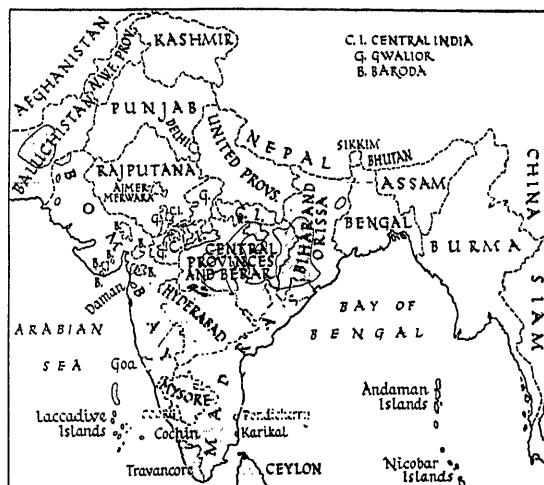 AFGHANISTAN
BALUCHISTAN
N.W.F. PROV.
KASHMIR
C.I. CENTRAL INDIA
G. GWALIOR
B. BARODA
PUNJAB
DELHI
UNITED PROVS.
NEPAL
SIKKIM
BHUTAN
ASSAM
CHINA
RAJPUTANA
AJMER-
MERWARA
G.
C.I.
BENGAL
BURMA
SIAM
BIHAR AND
ORISSA
CENTRAL
PROVINCES
AND BERAR
BOMBAY
B.
Daman
HYDERABAD
ARABIAN
SEA
BAY OF
BENGAL
Goa
MYSORE
MADRAS
Laccadive
Islands
Cochin
Pondicherry
Karikal
Travancore
CEYLON
Andaman
Islands
Nicobar
Islands